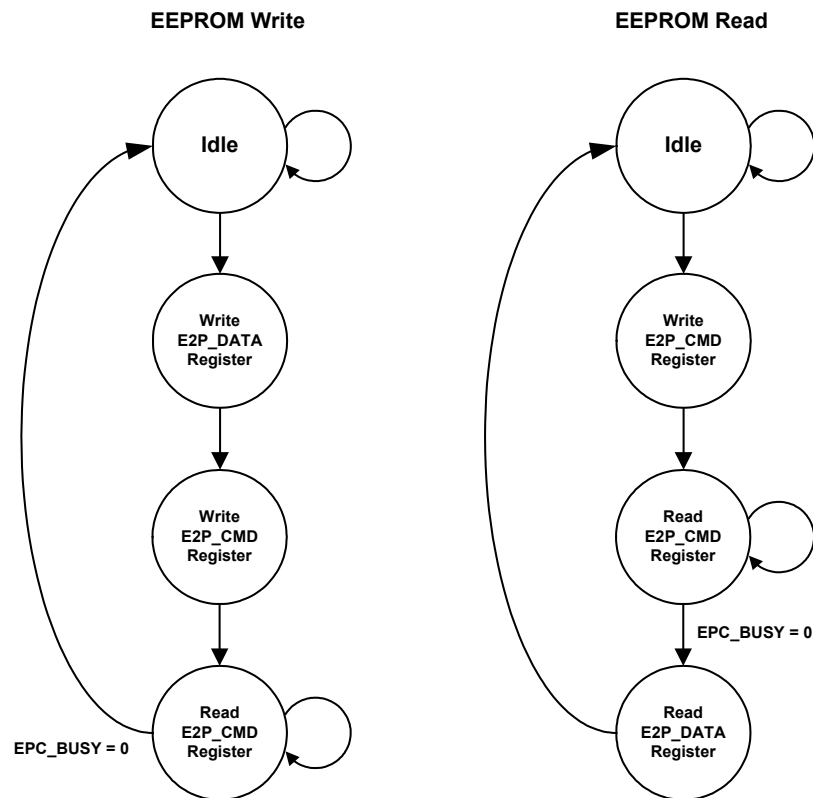 EEPROM Write
Idle
Write
E2P_DATA
Register
Write
E2P_CMD
Register
Read
E2P_CMD
Register
EPC_BUSY = 0
EEPROM Read
Idle
Write
E2P_CMD
Register
Read
E2P_CMD
Register
EPC_BUSY = 0
Read
E2P_DATA
Register